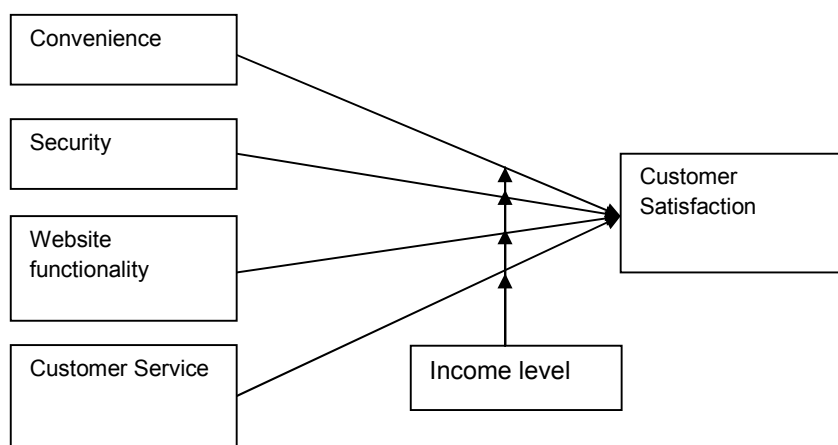 Convenience
Security
Website
functionality
Customer Service
Income level
Customer
Satisfaction